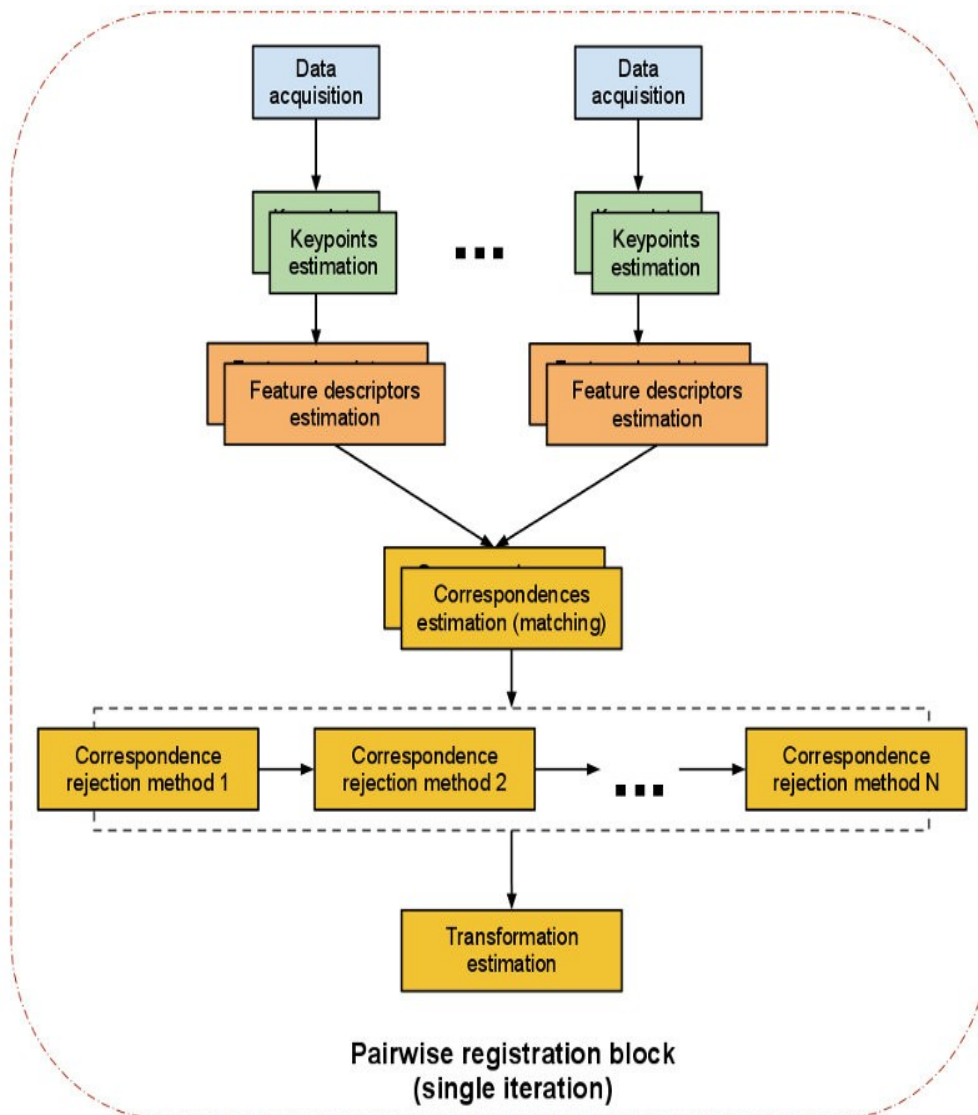 Data
acquisition
Data
acquisition
Keypoints
estimation
...
Keypoints
estimation
Feature descriptors
estimation
Feature descriptors
estimation
Correspondences
estimation (matching)
Correspondence
rejection method 1
Correspondence
rejection method 2
...
Correspondence
rejection method N
Transformation
estimation
Pairwise registration block
(single iteration)